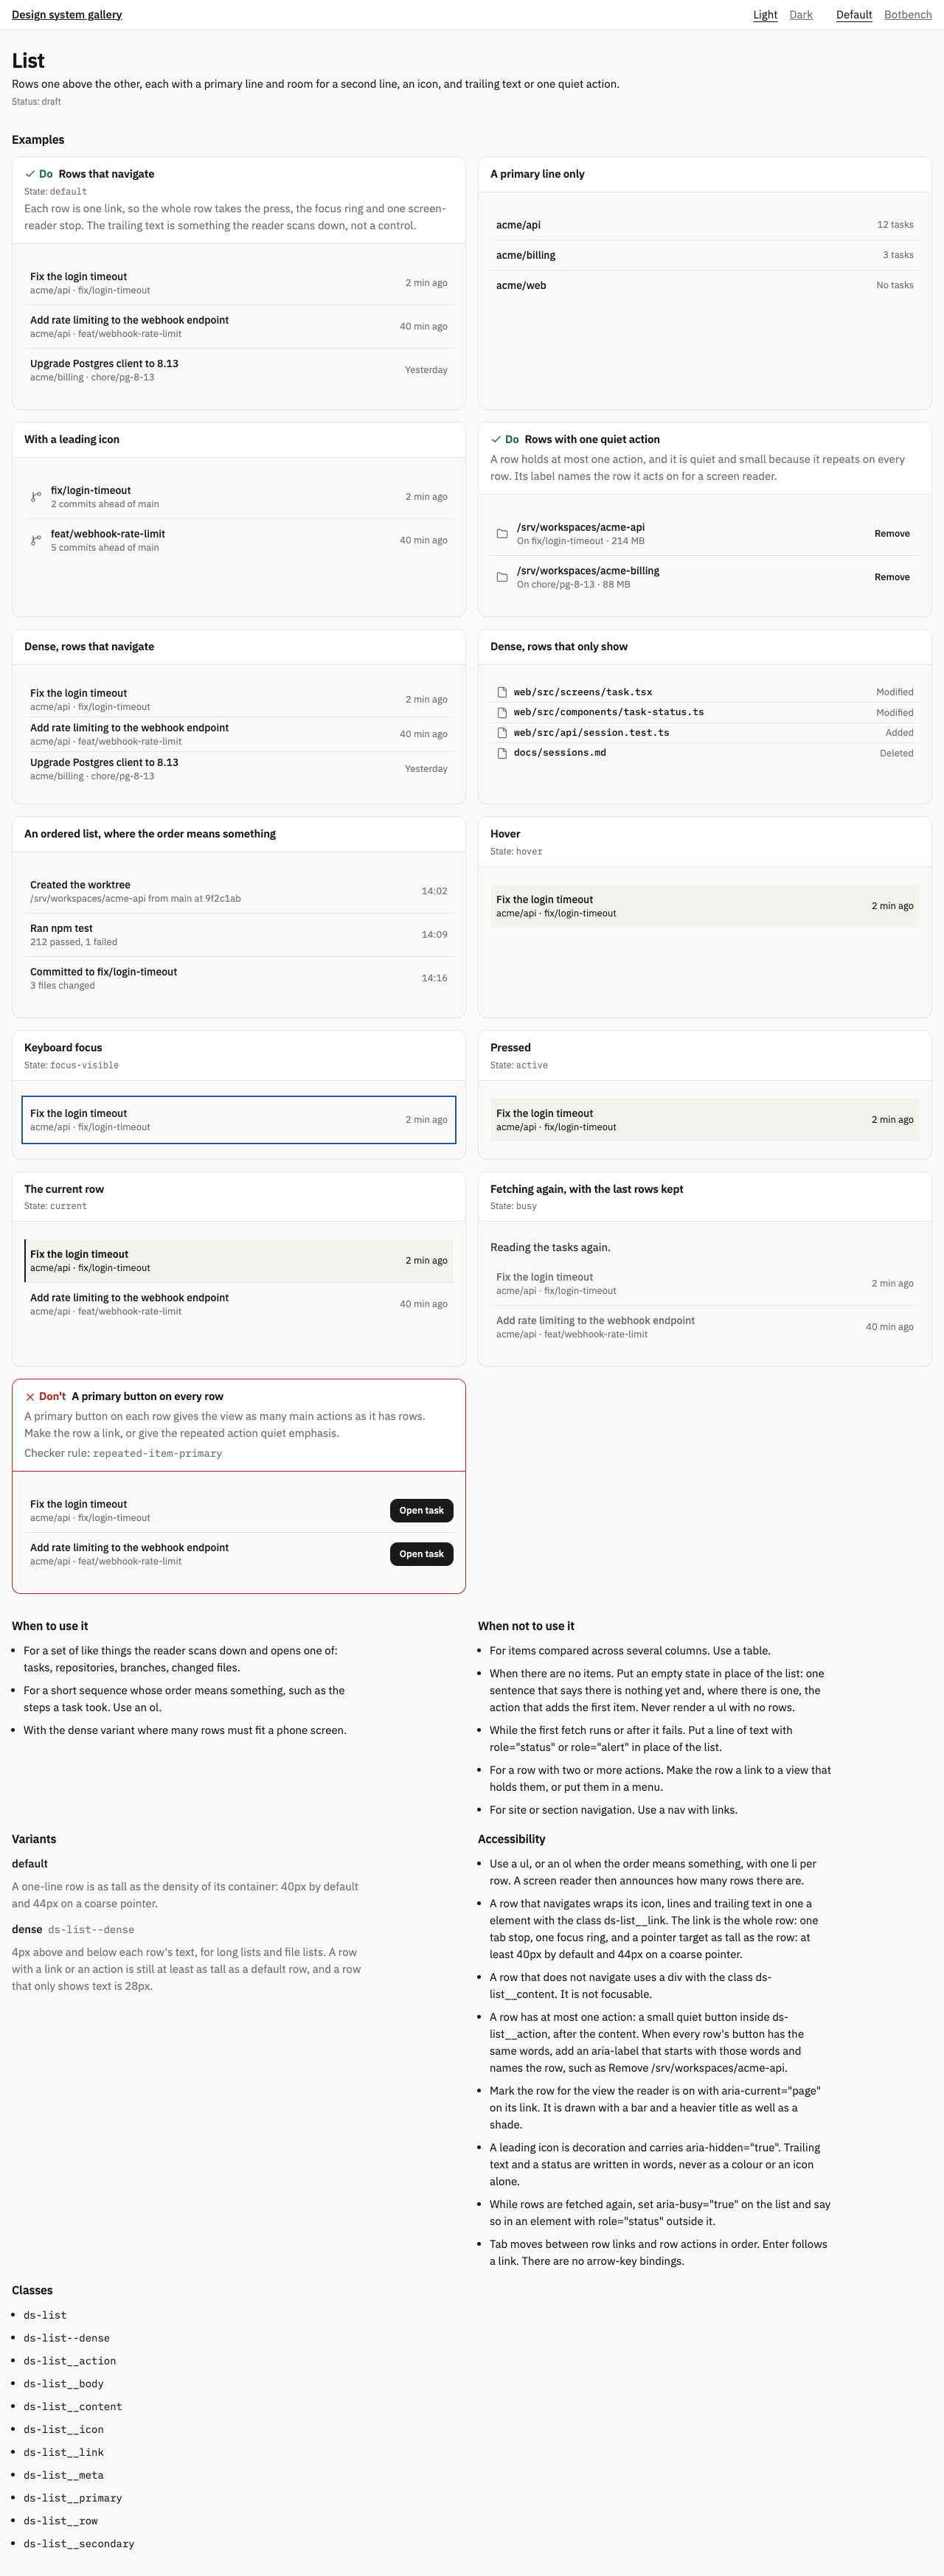 Design system gallery
Light Dark Default Botbench
List
Rows one above the other, each with a primary line and room for a second line, an icon, and trailing text or one quiet action.
Status: draft
Examples
Do Rows that navigate
State: default
Each row is one link, so the whole row takes the press, the focus ring and one screen-
reader stop. The trailing text is something the reader scans down, not a control.
Fix the login timeout
acme/api · fix/login-timeout
2 min ago
Add rate limiting to the webhook endpoint
acme/api · feat/webhook-rate-limit
40 min ago
Upgrade Postgres client to 8.13
acme/billing · chore/pg-8-13
Yesterday
A primary line only
acme/api
12 tasks
acme/billing
3 tasks
acme/web
No tasks
With a leading icon
fix/login-timeout
2 commits ahead of main
2 min ago
feat/webhook-rate-limit
5 commits ahead of main
40 min ago
Do Rows with one quiet action
A row holds at most one action, and it is quiet and small because it repeats on every
row. Its label names the row it acts on for a screen reader.
/srv/workspaces/acme-api
On fix/login-timeout · 214 MB
Remove
/srv/workspaces/acme-billing
On chore/pg-8-13 · 88 MB
Remove
Dense, rows that navigate
Fix the login timeout
acme/api · fix/login-timeout
2 min ago
Add rate limiting to the webhook endpoint
acme/api · feat/webhook-rate-limit
40 min ago
Upgrade Postgres client to 8.13
acme/billing · chore/pg-8-13
Yesterday
Dense, rows that only show
web/src/screens/task.tsx
Modified
web/src/components/task-status.ts
Modified
web/src/api/session.test.ts
Added
docs/sessions.md
Deleted
An ordered list, where the order means something
Created the worktree
/srv/workspaces/acme-api from main at 9f2c1ab
14:02
Ran npm test
212 passed, 1 failed
14:09
Committed to fix/login-timeout
3 files changed
14:16
Hover
State: hover
Fix the login timeout
acme/api · fix/login-timeout
2 min ago
Keyboard focus
State: focus-visible
Fix the login timeout
acme/api · fix/login-timeout
2 min ago
Pressed
State: active
Fix the login timeout
acme/api · fix/login-timeout
2 min ago
The current row
State: current
Fix the login timeout
acme/api · fix/login-timeout
2 min ago
Add rate limiting to the webhook endpoint
acme/api · feat/webhook-rate-limit
40 min ago
Fetching again, with the last rows kept
State: busy
Reading the tasks again.
Fix the login timeout
acme/api · fix/login-timeout
2 min ago
Add rate limiting to the webhook endpoint
acme/api · feat/webhook-rate-limit
40 min ago
Don't A primary button on every row
A primary button on each row gives the view as many main actions as it has rows.
Make the row a link, or give the repeated action quiet emphasis.
Checker rule: repeated-item-primary
Fix the login timeout
acme/api · fix/login-timeout
Open task
Add rate limiting to the webhook endpoint
acme/api · feat/webhook-rate-limit
Open task
When to use it
For a set of like things the reader scans down and opens one of:
tasks, repositories, branches, changed files.
For a short sequence whose order means something, such as the
steps a task took. Use an ol.
With the dense variant where many rows must fit a phone screen.
When not to use it
For items compared across several columns. Use a table.
When there are no items. Put an empty state in place of the list: one
sentence that says there is nothing yet and, where there is one, the
action that adds the first item. Never render a ul with no rows.
While the first fetch runs or after it fails. Put a line of text with
role="status" or role="alert" in place of the list.
For a row with two or more actions. Make the row a link to a view that
holds them, or put them in a menu.
For site or section navigation. Use a nav with links.
Variants
default
A one-line row is as tall as the density of its container: 40px by default
and 44px on a coarse pointer.
dense ds-list--dense
4px above and below each row's text, for long lists and file lists. A row
with a link or an action is still at least as tall as a default row, and a row
that only shows text is 28px.
Accessibility
Use a ul, or an ol when the order means something, with one li per
row. A screen reader then announces how many rows there are.
A row that navigates wraps its icon, lines and trailing text in one a
element with the class ds-list__link. The link is the whole row: one
tab stop, one focus ring, and a pointer target as tall as the row: at
least 40px by default and 44px on a coarse pointer.
A row that does not navigate uses a div with the class ds-
list__content. It is not focusable.
A row has at most one action: a small quiet button inside ds-
list__action, after the content. When every row's button has the
same words, add an aria-label that starts with those words and
names the row, such as Remove /srv/workspaces/acme-api.
Mark the row for the view the reader is on with aria-current="page"
on its link. It is drawn with a bar and a heavier title as well as a
shade.
A leading icon is decoration and carries aria-hidden="true". Trailing
text and a status are written in words, never as a colour or an icon
alone.
While rows are fetched again, set aria-busy="true" on the list and say
so in an element with role="status" outside it.
Tab moves between row links and row actions in order. Enter follows
a link. There are no arrow-key bindings.
Classes
ds-list
ds-list--dense
ds-list__action
ds-list__body
ds-list__content
ds-list__icon
ds-list__link
ds-list__meta
ds-list__primary
ds-list__row
ds-list__secondary